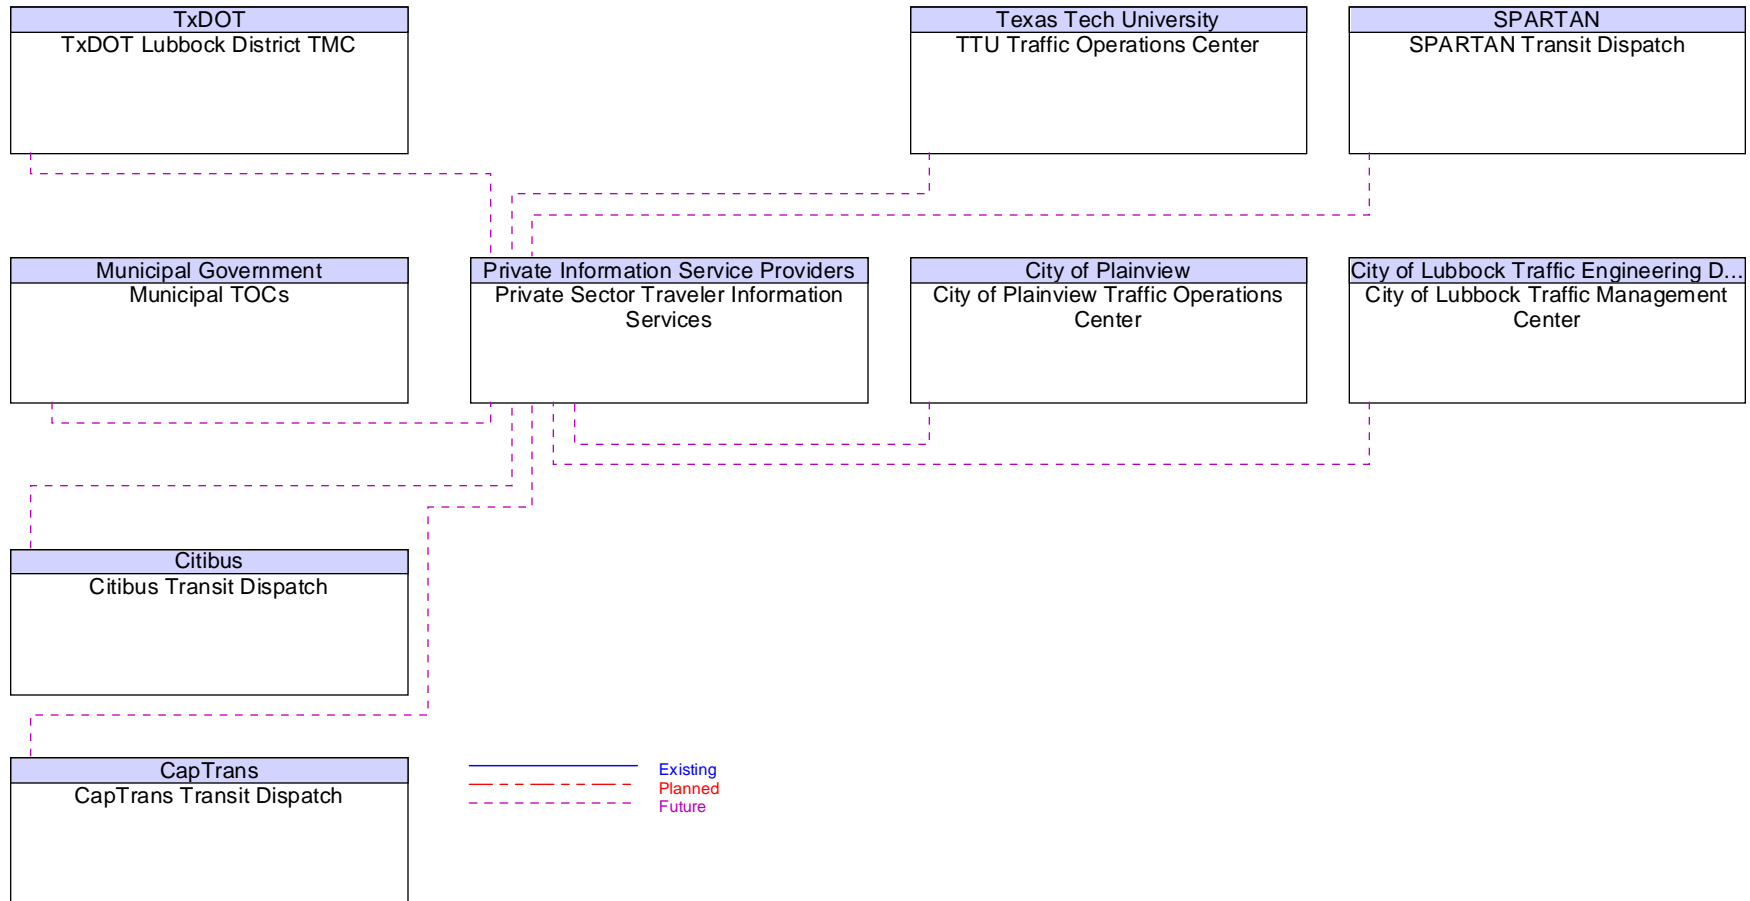 TxDOT
TxDOT Lubbock District TMC
Texas Tech University
TTU Traffic Operations Center
SPARTAN
SPARTAN Transit Dispatch
Municipal Government
Municipal TOCs
Private Information Service Providers
Private Sector Traveler Information
Services
City of Plainview
City of Plainview Traffic Operations
Center
City of Lubbock Traffic Engineering D...
City of Lubbock Traffic Management
Center
Citibus
Citibus Transit Dispatch
CapTrans
CapTrans Transit Dispatch
Existing
Planned
Future